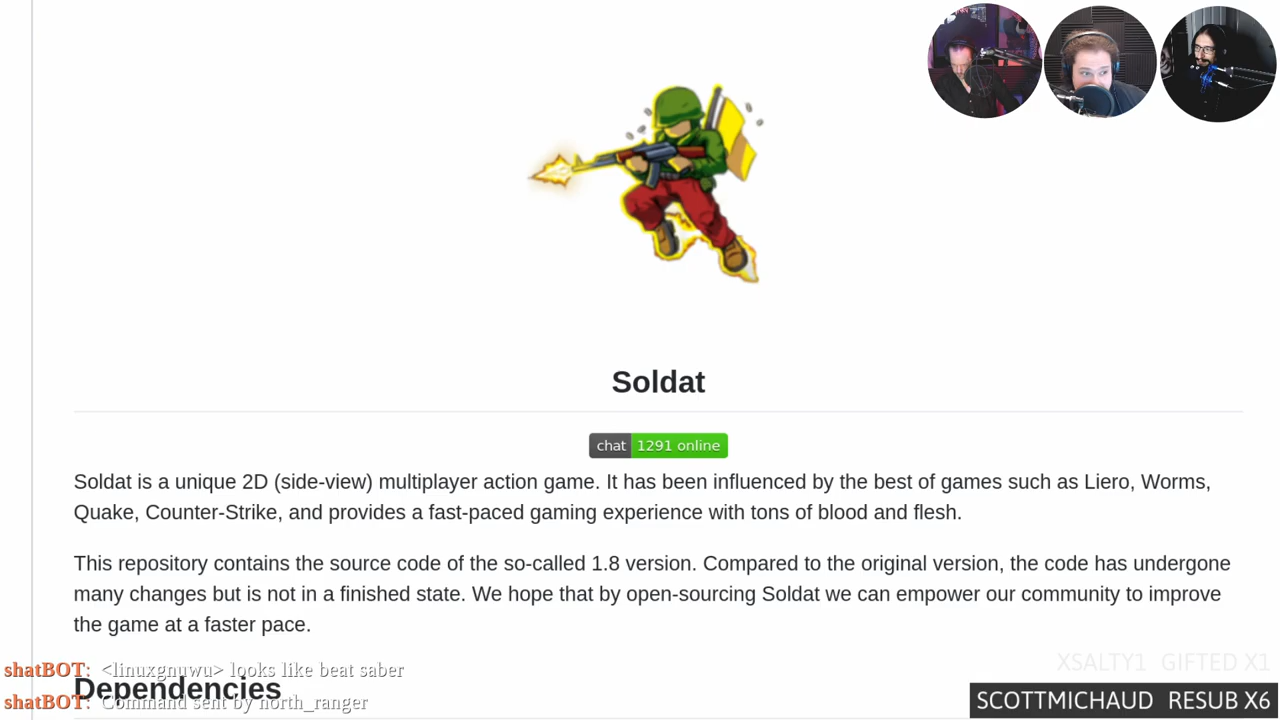 Soldat
chat 1291 online
Soldat is a unique 2D (side-view) multiplayer action game. It has been influenced by the best of games such as Liero, Worms,
Quake, Counter-Strike, and provides a fast-paced gaming experience with tons of blood and flesh.
This repository contains the source code of the so-called 1.8 version. Compared to the original version, the code has undergone
many changes but is not in a finished state. We hope that by open-sourcing Soldat we can empower our community to improve
the game at a faster pace.
shatBOT: <linuxgnuwu> looks like beat saber
Dependencies
shatBOT: Command sent by north_ranger
XSALTY1 GIFTED X1
SCOTTMICHAUD RESUB X6